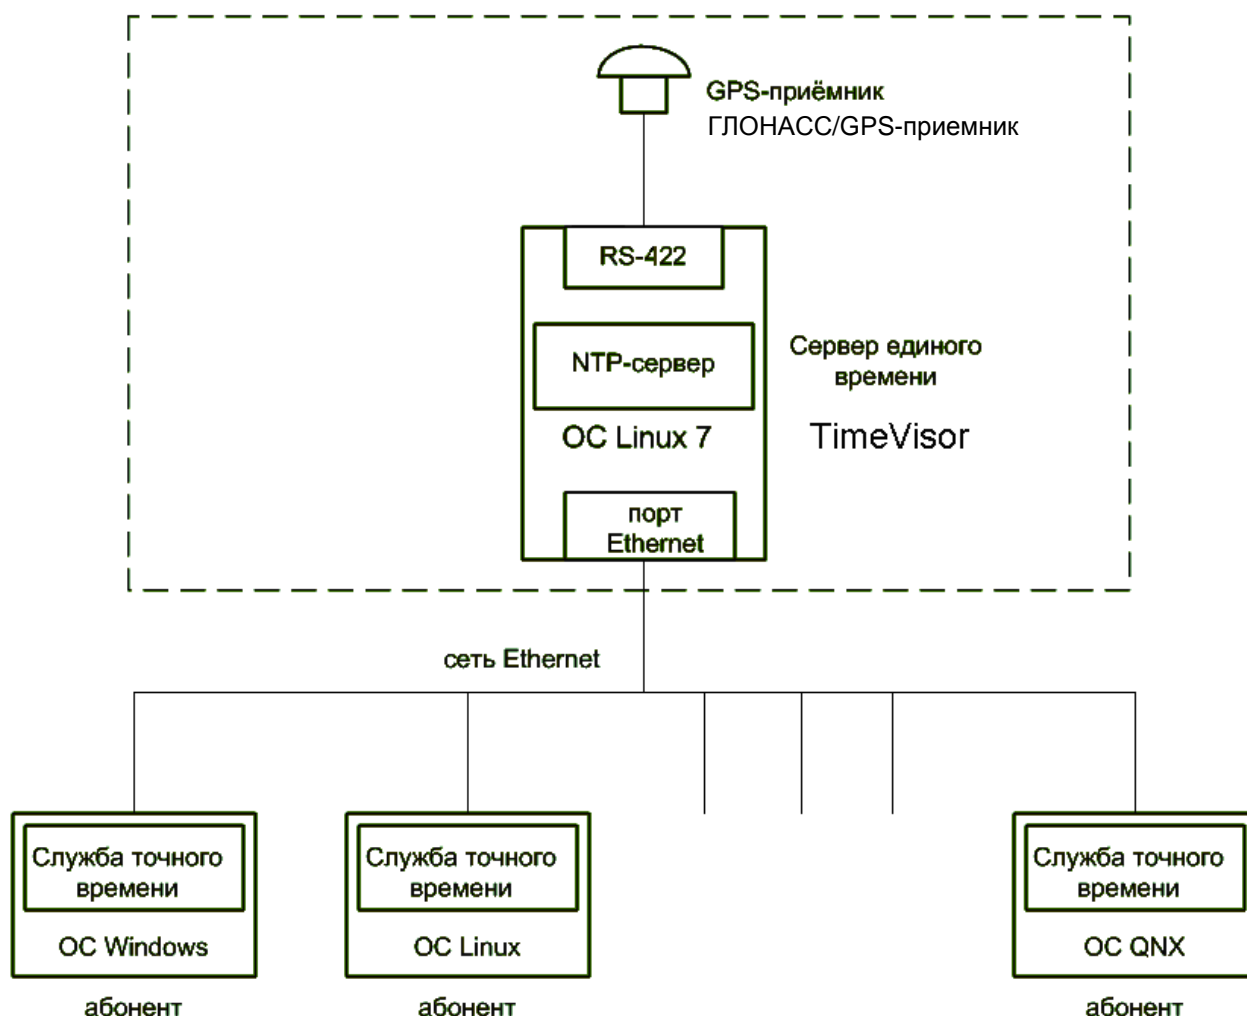 GPS-приёмник
ГЛОНАСС/GPS-приемник
RS-422
NTP-сервер
Сервер единого
времени
ОС Linux 7
TimeVisor
порт
Ethernet
сеть Ethernet
Служба точного
времени
ОС Windows
абонент
Служба точного
времени
ОС Linux
абонент
Служба точного
времени
ОС QNX
абонент